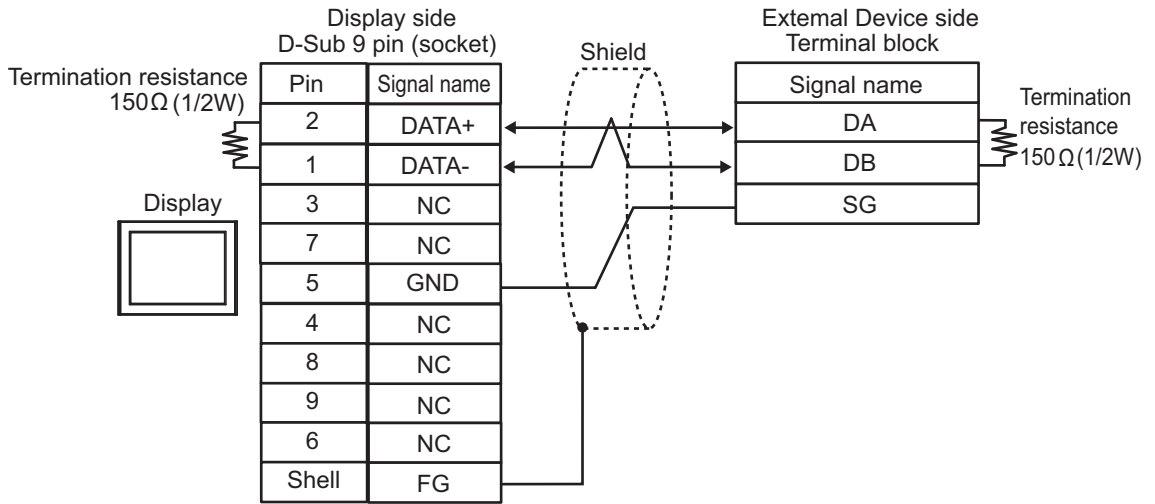 Display side
D-Sub 9 pin (socket)
External Device side
Terminal block
Shield
Termination resistance
150Ω (1/2W)
Pin Signal name
2 DATA+
1 DATA-
3 NC
7 NC
5 GND
4 NC
8 NC
9 NC
6 NC
Shell FG
Display
Signal name
DA
DB
SG
Termination
resistance
150Ω(1/2W)